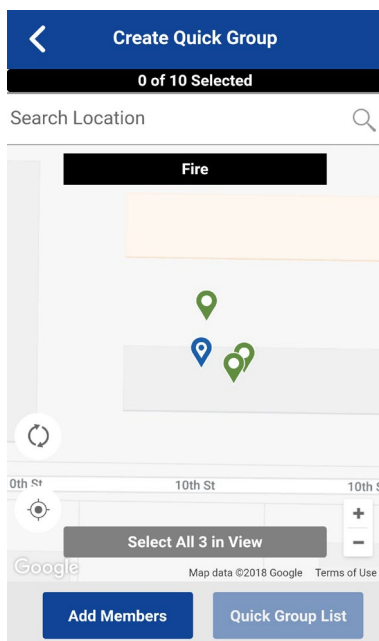 Create Quick Group
0 of 10 Selected
Search Location
Fire
0th St 10th St 10th S
+
Select All 3 in View
−
Google Map data ©2018 Google Terms of Use
Add Members Quick Group List